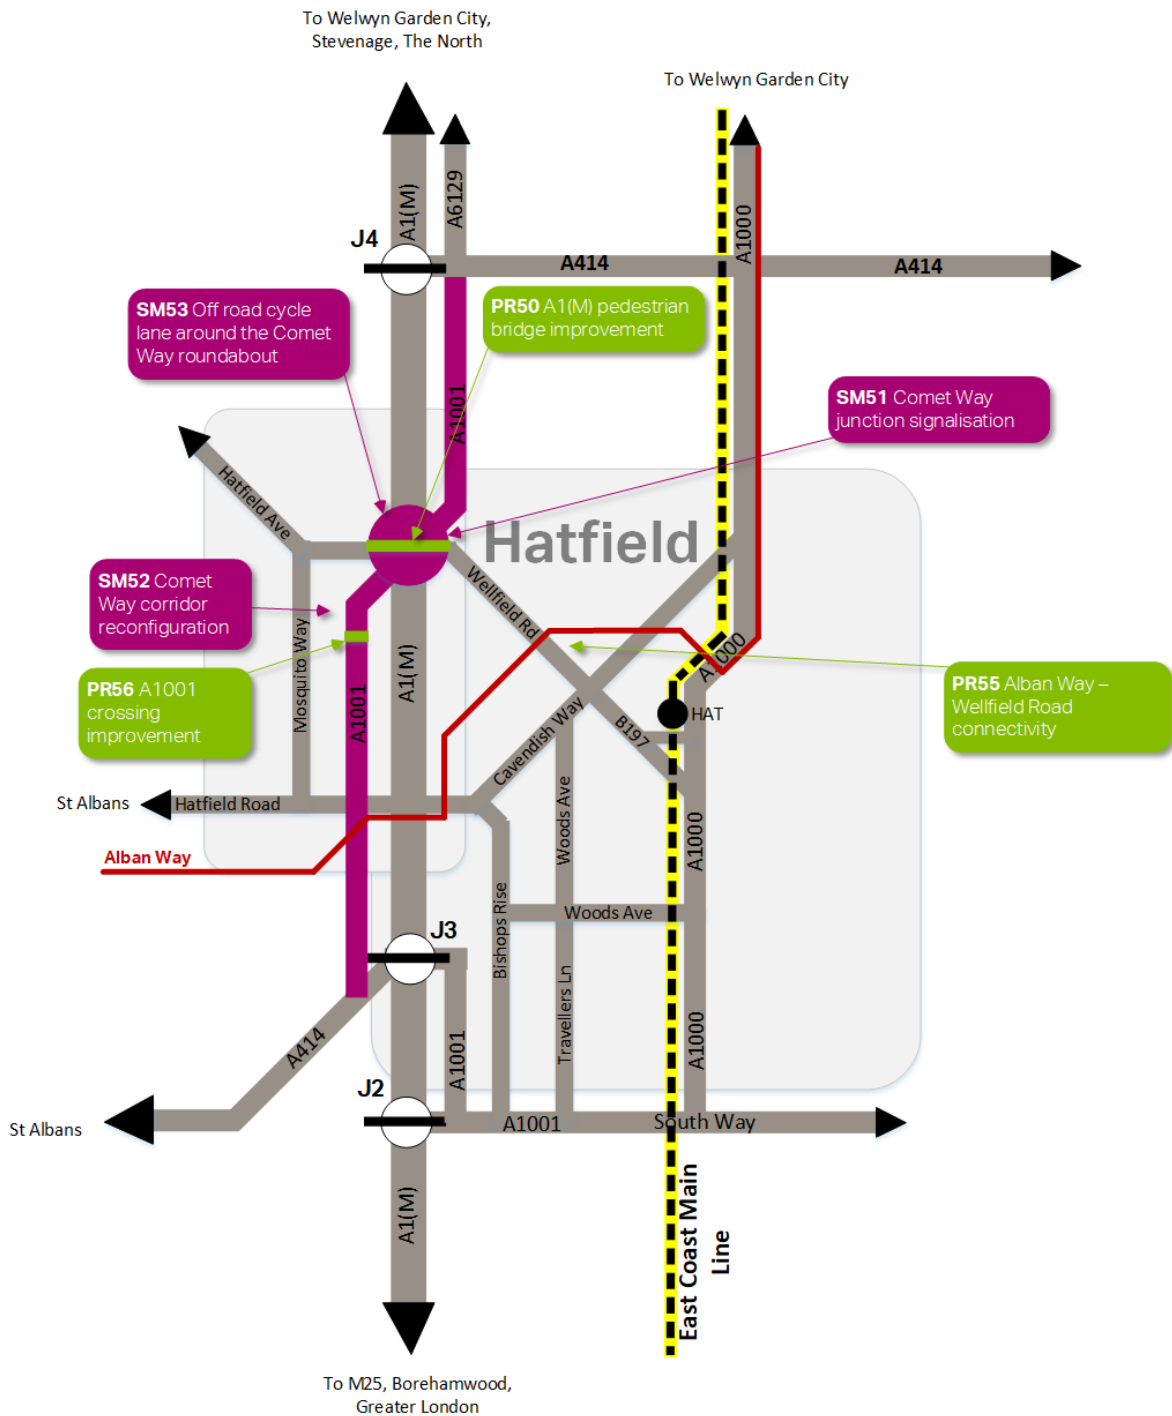 To Welwyn Garden City,
Stevenage, The North
To Welwyn Garden City
A1(M)
A6129
A1000
J4
A414
A414
SM53 Off road cycle
lane around the Comet
Way roundabout
PR50 A1(M) pedestrian
bridge improvement
A1001
SM51 Comet Way
junction signalisation
Hatfield Ave
Hatfield
SM52 Comet
Way corridor
reconfiguration
Wellfield Rd
Mosquito Way
A1(M)
A1000
PR56 A1001
crossing
improvement
A1001
PR55 Alban Way –
Wellfield Road
connectivity
HAT
B197
Cavendish Way
St Albans
Hatfield Road
Woods Ave
A1000
Alban Way
Woods Ave
Bishops Rise
J3
Travellers Ln
A1000
A414
A1001
J2
St Albans
A1001
South Way
A1(M)
East Coast Main
Line
To M25, Borehamwood,
Greater London